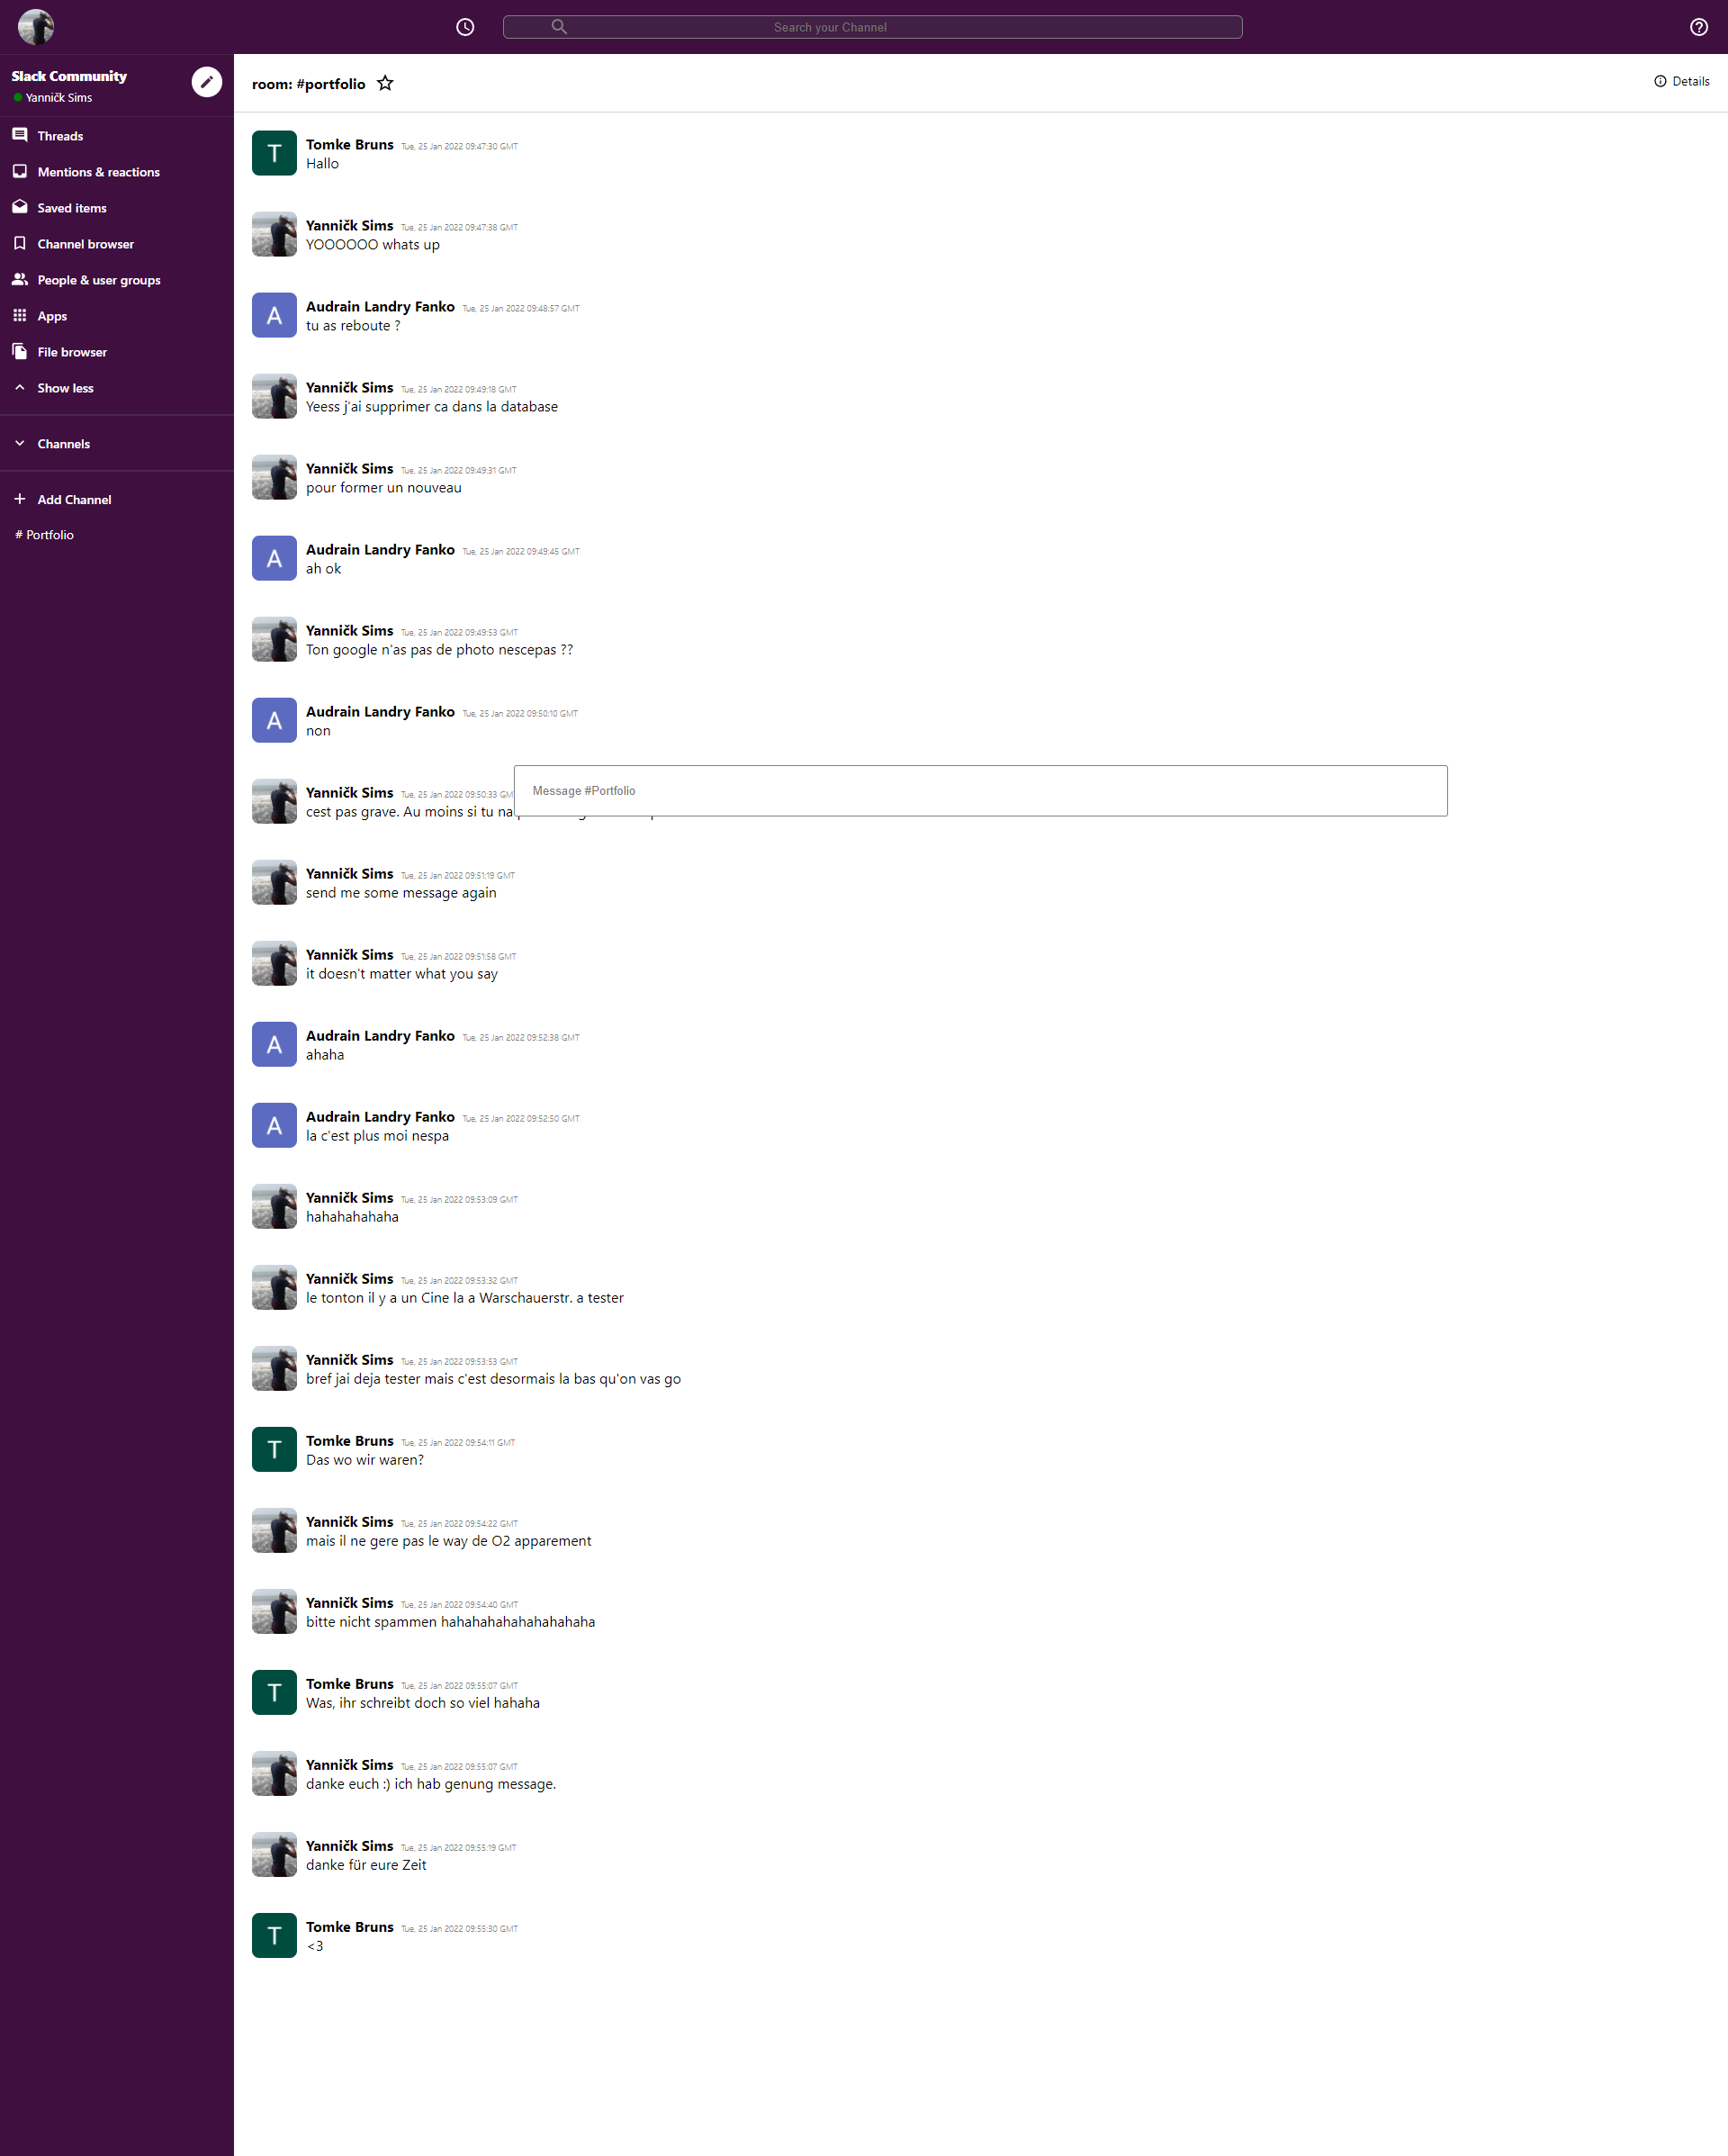 Search your Channel
Slack Community
Yanničk Sims
Threads
Mentions & reactions
Saved items
Channel browser
People & user groups
Apps
File browser
Show less
Channels
Add Channel
# Portfolio
room: #portfolio
Details
T
Tomke Bruns Tue, 25 Jan 2022 09:47:30 GMT
Hallo
Yanničk Sims Tue, 25 Jan 2022 09:47:38 GMT
YOOOOOO whats up
A
Audrain Landry Fanko Tue, 25 Jan 2022 09:48:57 GMT
tu as reboute ?
Yanničk Sims Tue, 25 Jan 2022 09:49:18 GMT
Yeess j'ai supprimer ca dans la database
Yanničk Sims Tue, 25 Jan 2022 09:49:31 GMT
pour former un nouveau
A
Audrain Landry Fanko Tue, 25 Jan 2022 09:49:45 GMT
ah ok
Yanničk Sims Tue, 25 Jan 2022 09:49:53 GMT
Ton google n'as pas de photo nescepas ??
A
Audrain Landry Fanko Tue, 25 Jan 2022 09:50:10 GMT
non
Yanničk Sims Tue, 25 Jan 2022 09:50:33 GMT
cest pas grave. Au moins si tu na
Message #Portfolio
Yanničk Sims Tue, 25 Jan 2022 09:51:19 GMT
send me some message again
Yanničk Sims Tue, 25 Jan 2022 09:51:58 GMT
it doesn't matter what you say
A
Audrain Landry Fanko Tue, 25 Jan 2022 09:52:38 GMT
ahaha
A
Audrain Landry Fanko Tue, 25 Jan 2022 09:52:50 GMT
la c'est plus moi nespa
Yanničk Sims Tue, 25 Jan 2022 09:53:09 GMT
hahahahahaha
Yanničk Sims Tue, 25 Jan 2022 09:53:32 GMT
le tonton il y a un Cine la a Warschauerstr. a tester
Yanničk Sims Tue, 25 Jan 2022 09:53:53 GMT
bref jai deja tester mais c'est desormais la bas qu'on vas go
T
Tomke Bruns Tue, 25 Jan 2022 09:54:11 GMT
Das wo wir waren?
Yanničk Sims Tue, 25 Jan 2022 09:54:22 GMT
mais il ne gere pas le way de O2 apparement
Yanničk Sims Tue, 25 Jan 2022 09:54:40 GMT
bitte nicht spammen hahahahahahahahaha
T
Tomke Bruns Tue, 25 Jan 2022 09:55:07 GMT
Was, ihr schreibt doch so viel hahaha
Yanničk Sims Tue, 25 Jan 2022 09:55:07 GMT
danke euch :) ich hab genung message.
Yanničk Sims Tue, 25 Jan 2022 09:55:19 GMT
danke für eure Zeit
T
Tomke Bruns Tue, 25 Jan 2022 09:55:30 GMT
<3